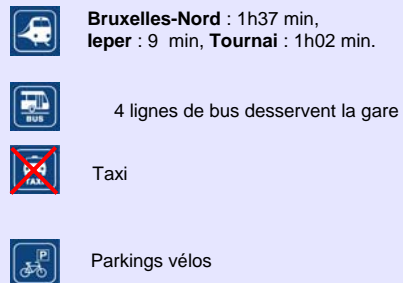 Bruxelles-Nord : 1h37 min,
Ieper : 9  min, Tournai : 1h02 min.
BUS
4 lignes de bus desservent la gare
TAXI
Taxi
P
Parkings vélos